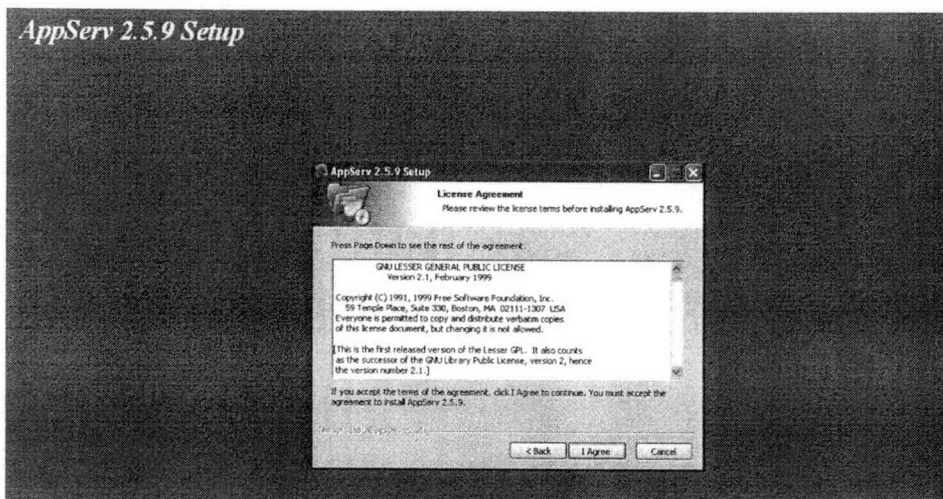 AppServ 2.5.9 Setup
AppServ 2.5.9 Setup
License Agreement
Please review the license terms before installing AppServ 2.5.9.
Press Page Down to see the rest of the agreement.
GNU LESSER GENERAL PUBLIC LICENSE
Version 2.1, February 1999
Copyright (C) 1991, 1999 Free Software Foundation, Inc.
59 Temple Place, Suite 330, Boston, MA 02111-1307 USA
Everyone is permitted to copy and distribute verbatim copies
of this license document, but changing it is not allowed.
[This is the first released version of the Lesser GPL. It also counts
as the successor of the GNU Library Public License, version 2, hence
the version number 2.1.]
If you accept the terms of the agreement, click I Agree to continue. You must accept the
agreement to install AppServ 2.5.9.
< Back I Agree Cancel